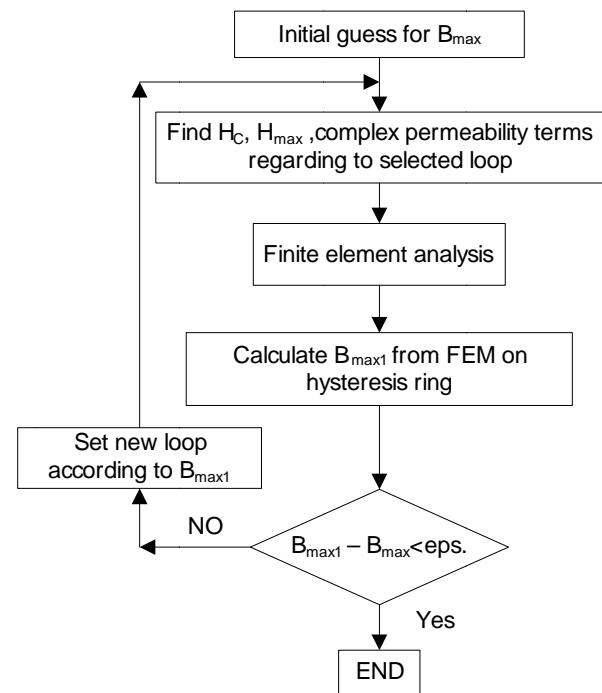 Initial guess for Bmax
Find HC, Hmax ,complex permeability terms
regarding to selected loop
Finite element analysis
Calculate Bmax1 from FEM on
hysteresis ring
Set new loop
according to Bmax1
NO
Bmax1 – Bmax<eps.
Yes
END